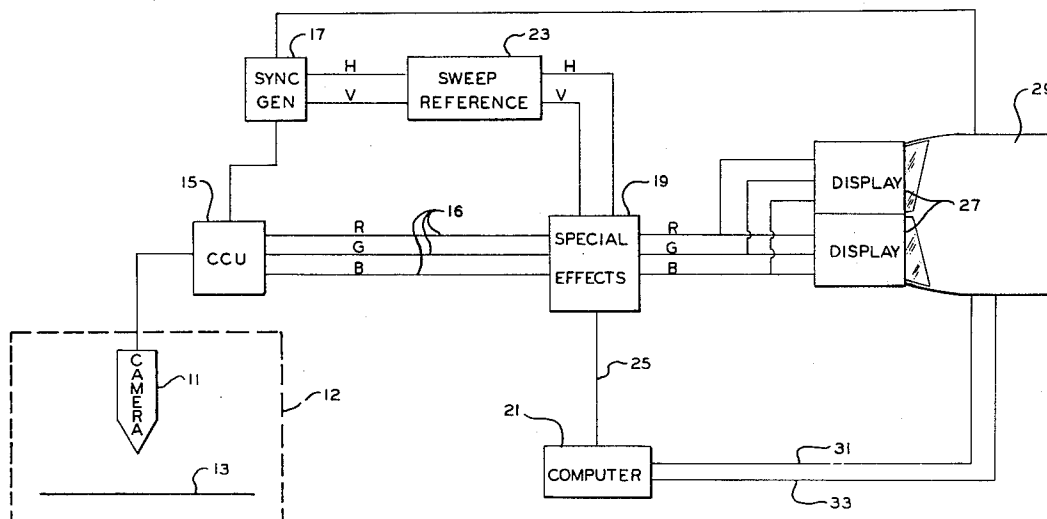 17
23
SYNC
GEN
H
V
SWEEP
REFERENCE
H
V
29
15
CCU
R
G
B
16
19
SPECIAL
EFFECTS
R
G
B
DISPLAY
DISPLAY
27
25
CAMERA
11
12
13
21
COMPUTER
31
33